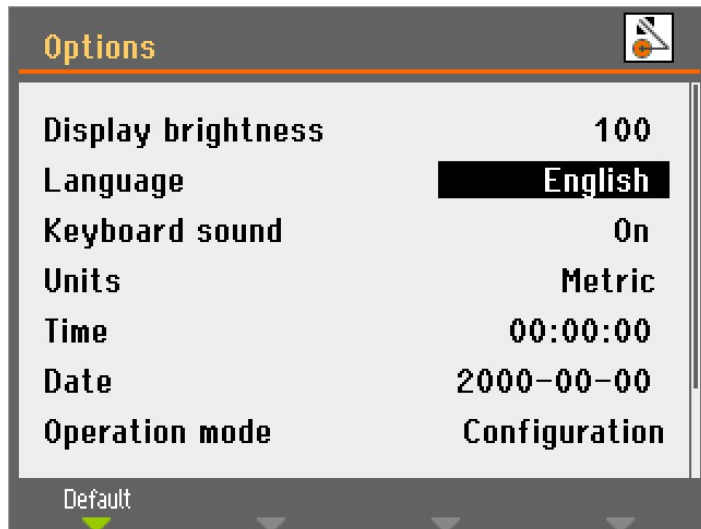 Options
Display brightness 100
Language English
Keyboard sound On
Units Metric
Time 00:00:00
Date 2000-00-00
Operation mode Configuration
Default